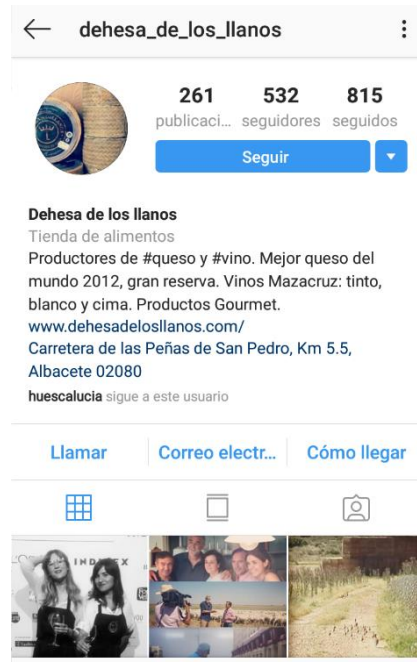 dehesa_de_los_llanos
261 532 815
publicaci... seguidores seguidos
Seguir
Dehesa de los llanos
Tienda de alimentos
Productores de #queso y #vino. Mejor queso del
mundo 2012, gran reserva. Vinos Mazacruz: tinto,
blanco y cima. Productos Gourmet.
www.dehesadelosllanos.com/
Carretera de las Peñas de San Pedro, Km 5.5,
Albacete 02080
huescalucia sigue a este usuario
Llamar Correo electr... Cómo llegar